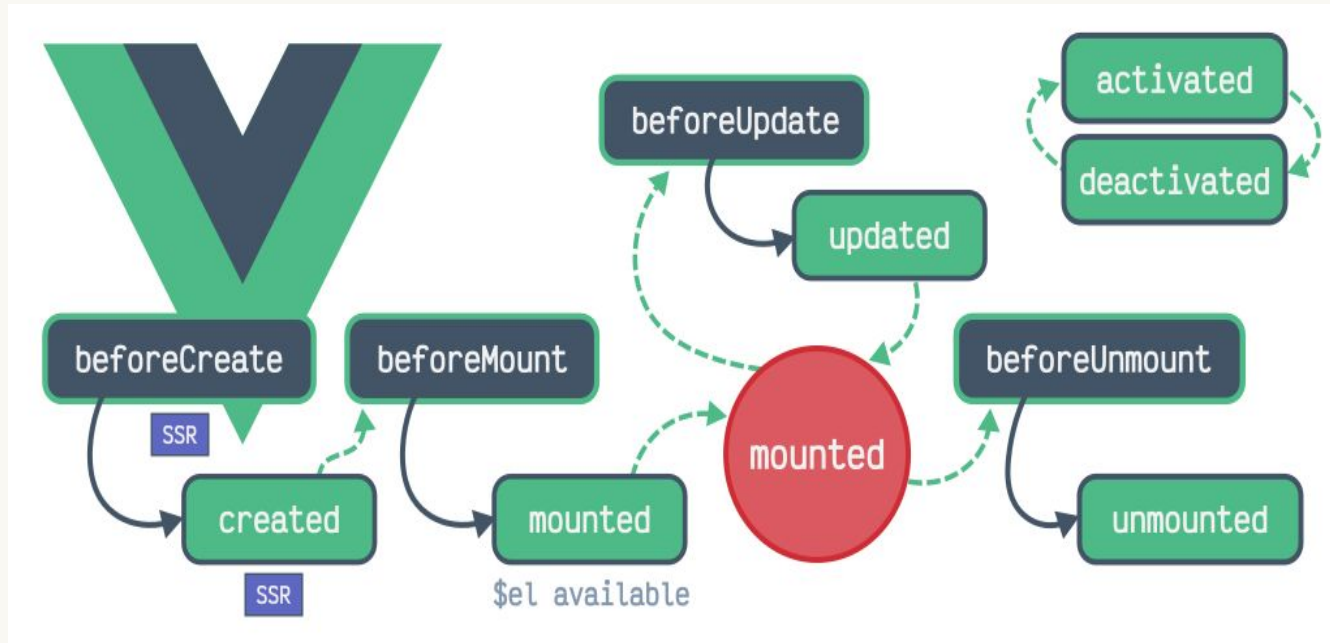 activated
deactivated
beforeUpdate
updated
beforeCreate
SSR
created
SSR
beforeMount
mounted
$el available
mounted
beforeUnmount
unmounted